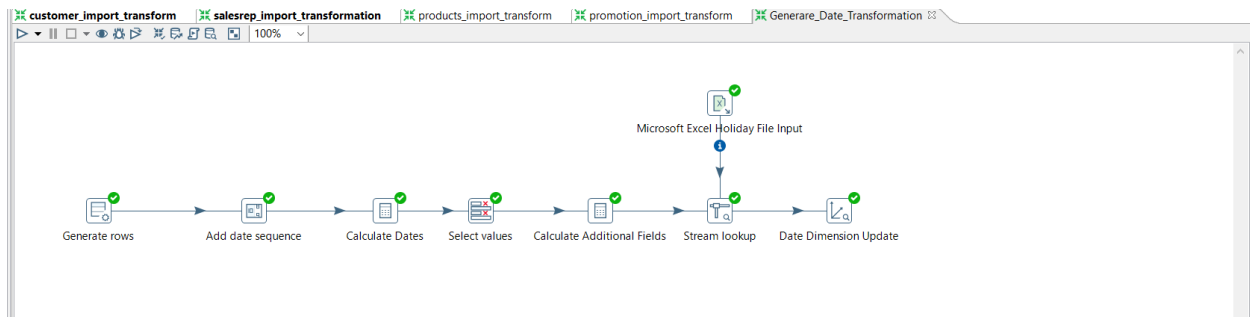 customer_import_transform salesrep_import_transformation products_import_transform promotion_import_transform Generare_Date_Transformation
100%
Microsoft Excel Holiday File Input
Generate rows Add date sequence Calculate Dates Select values Calculate Additional Fields Stream lookup Date Dimension Update